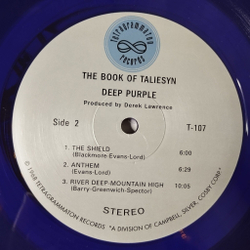 tetragrammaton
records
THE BOOK OF TALIESYN
DEEP PURPLE
Produced by Derek Lawrence
Side 2 T-107
1. THE SHIELD 6:00
(Blackmore-Evans-Lord)
2. ANTHEM 6:29
(Evans-Lord)
3. RIVER DEEP-MOUNTAIN HIGH 10:05
(Barry-Greenwich-Spector)
STEREO
© 1968 TETRAGRAMMATON RECORDS *A DIVISION OF CAMPBELL, SILVER, COSBY CORP.*